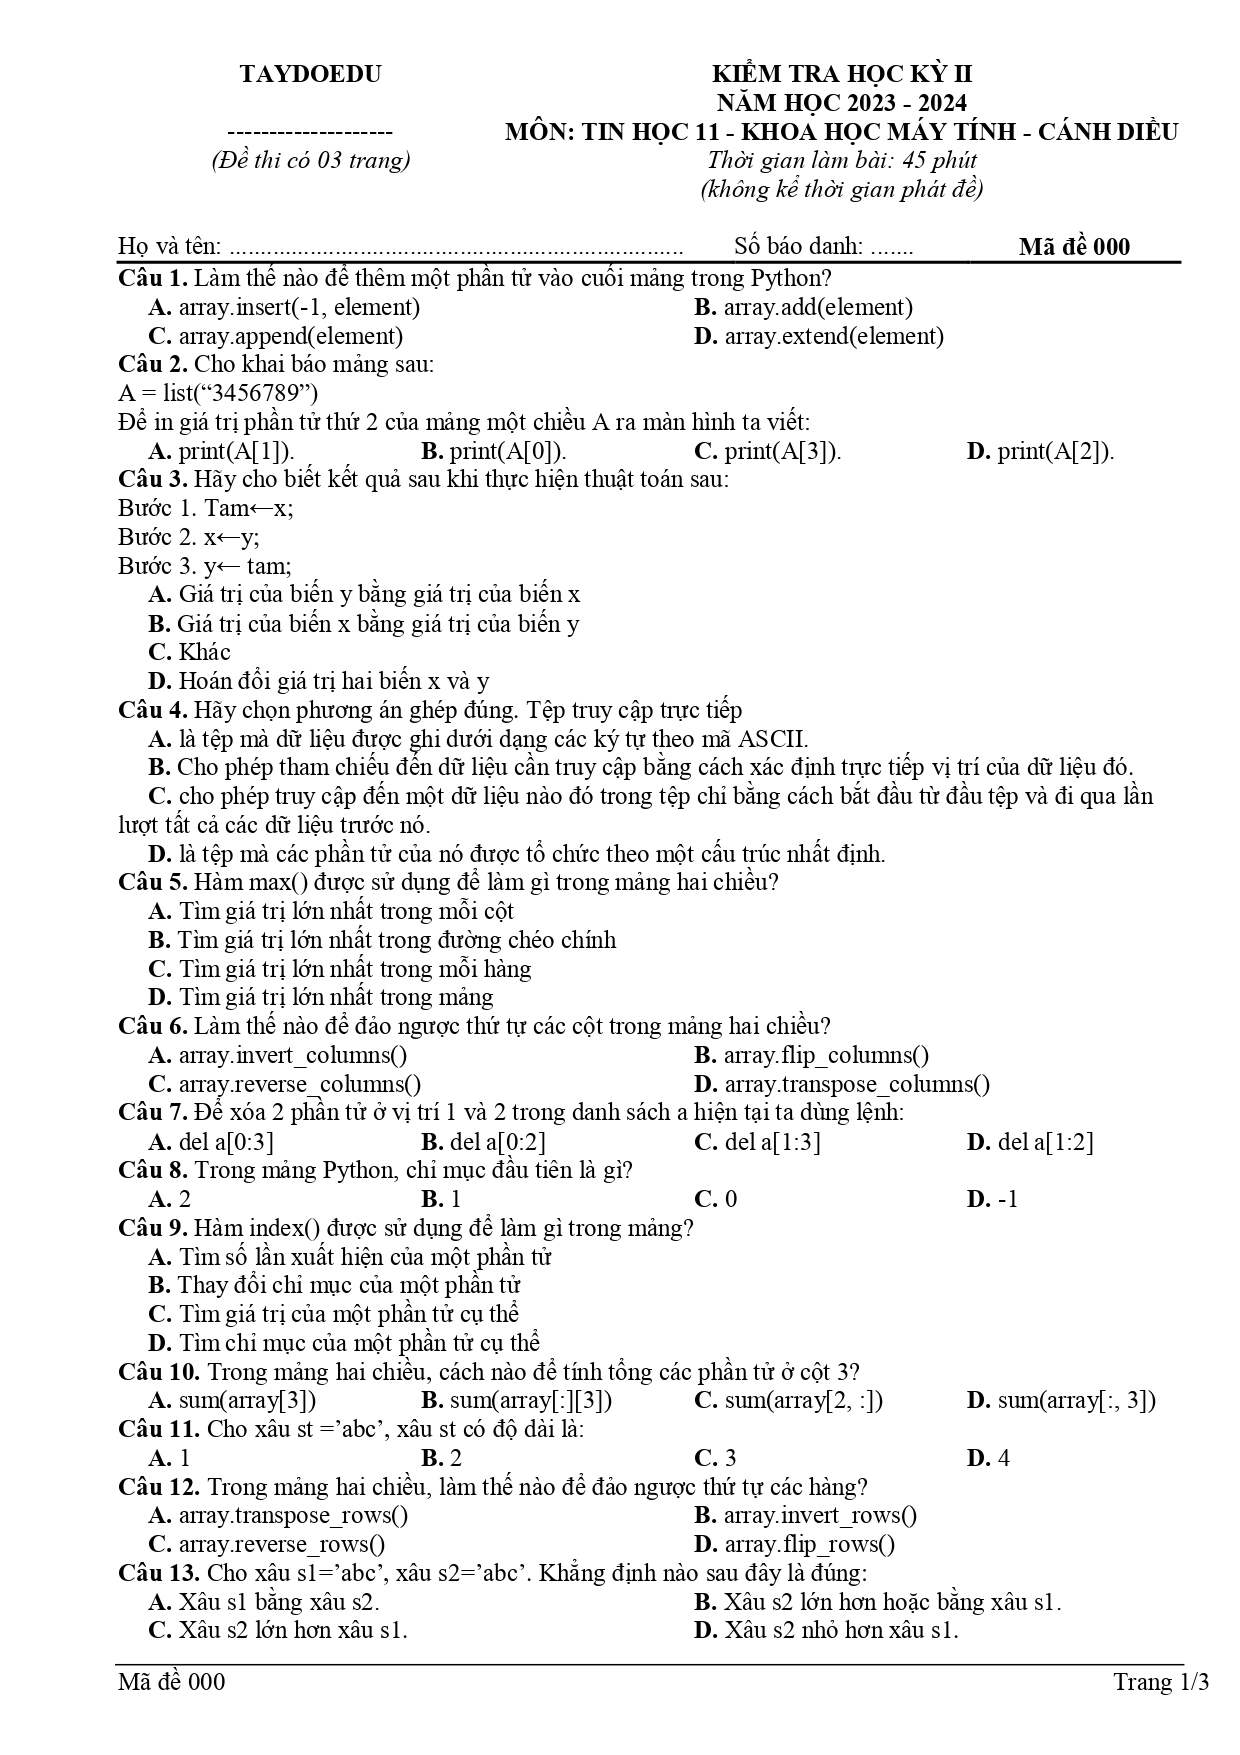 TAYDOEDU
--------------------
(Đề thi có 03 trang)
KIỂM TRA HỌC KỲ II
NĂM HỌC 2023 - 2024
MÔN: TIN HỌC 11 - KHOA HỌC MÁY TÍNH - CÁNH DIỀU
Thời gian làm bài: 45 phút
(không kể thời gian phát đề)
Họ và tên: ......................................................................... Số báo danh: ....... Mã đề 000
Câu 1. Làm thế nào để thêm một phần tử vào cuối mảng trong Python?
A. array.insert(-1, element) B. array.add(element)
C. array.append(element) D. array.extend(element)
Câu 2. Cho khai báo mảng sau:
A = list(“3456789”)
Để in giá trị phần tử thứ 2 của mảng một chiều A ra màn hình ta viết:
A. print(A[1]). B. print(A[0]). C. print(A[3]). D. print(A[2]).
Câu 3. Hãy cho biết kết quả sau khi thực hiện thuật toán sau:
Bước 1. Tam←x;
Bước 2. x←y;
Bước 3. y← tam;
A. Giá trị của biến y bằng giá trị của biến x
B. Giá trị của biến x bằng giá trị của biến y
C. Khác
D. Hoán đổi giá trị hai biến x và y
Câu 4. Hãy chọn phương án ghép đúng. Tệp truy cập trực tiếp
A. là tệp mà dữ liệu được ghi dưới dạng các ký tự theo mã ASCII.
B. Cho phép tham chiếu đến dữ liệu cần truy cập bằng cách xác định trực tiếp vị trí của dữ liệu đó.
C. cho phép truy cập đến một dữ liệu nào đó trong tệp chỉ bằng cách bắt đầu từ đầu tệp và đi qua lần
lượt tất cả các dữ liệu trước nó.
D. là tệp mà các phần tử của nó được tổ chức theo một cấu trúc nhất định.
Câu 5. Hàm max() được sử dụng để làm gì trong mảng hai chiều?
A. Tìm giá trị lớn nhất trong mỗi cột
B. Tìm giá trị lớn nhất trong đường chéo chính
C. Tìm giá trị lớn nhất trong mỗi hàng
D. Tìm giá trị lớn nhất trong mảng
Câu 6. Làm thế nào để đảo ngược thứ tự các cột trong mảng hai chiều?
A. array.invert_columns() B. array.flip_columns()
C. array.reverse_columns() D. array.transpose_columns()
Câu 7. Để xóa 2 phần tử ở vị trí 1 và 2 trong danh sách a hiện tại ta dùng lệnh:
A. del a[0:3] B. del a[0:2] C. del a[1:3] D. del a[1:2]
Câu 8. Trong mảng Python, chỉ mục đầu tiên là gì?
A. 2 B. 1 C. 0 D. -1
Câu 9. Hàm index() được sử dụng để làm gì trong mảng?
A. Tìm số lần xuất hiện của một phần tử
B. Thay đổi chỉ mục của một phần tử
C. Tìm giá trị của một phần tử cụ thể
D. Tìm chỉ mục của một phần tử cụ thể
Câu 10. Trong mảng hai chiều, cách nào để tính tổng các phần tử ở cột 3?
A. sum(array[3]) B. sum(array[:][3]) C. sum(array[2, :]) D. sum(array[:, 3])
Câu 11. Cho xâu st =’abc’, xâu st có độ dài là:
A. 1 B. 2 C. 3 D. 4
Câu 12. Trong mảng hai chiều, làm thế nào để đảo ngược thứ tự các hàng?
A. array.transpose_rows() B. array.invert_rows()
C. array.reverse_rows() D. array.flip_rows()
Câu 13. Cho xâu s1=’abc’, xâu s2=’abc’. Khẳng định nào sau đây là đúng:
A. Xâu s1 bằng xâu s2. B. Xâu s2 lớn hơn hoặc bằng xâu s1.
C. Xâu s2 lớn hơn xâu s1. D. Xâu s2 nhỏ hơn xâu s1.
Mã đề 000 Trang 1/3